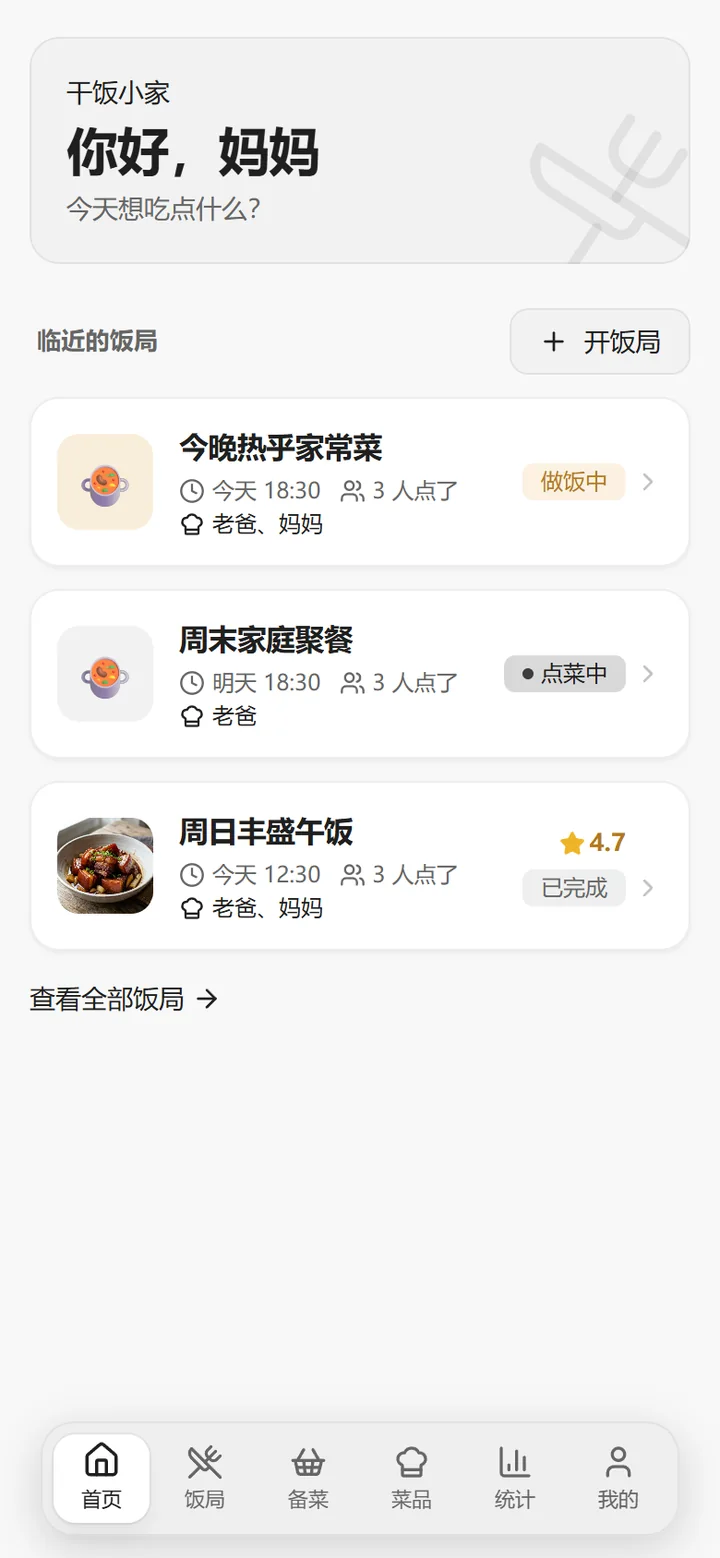 干饭小家
你好，妈妈
今天想吃点什么？
临近的饭局
开饭局
今晚热乎家常菜
今天 18:30 3 人点了
老爸、妈妈
做饭中
周末家庭聚餐
明天 18:30 3 人点了
老爸
点菜中
周日丰盛午饭
今天 12:30 3 人点了
老爸、妈妈
4.7
已完成
查看全部饭局
首页
饭局
备菜
菜品
统计
我的